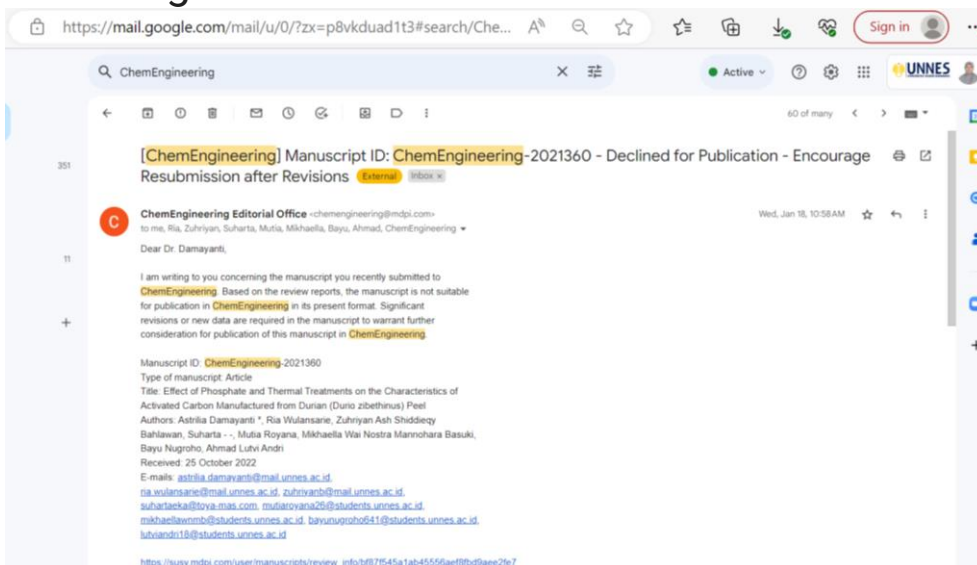 https://mail.google.com/mail/u/0/?zx=p8vkduad1t3#search/Che...
Sign in
ChemEngineering
Active
UNNES
60 of many
351
[ChemEngineering] Manuscript ID: ChemEngineering-2021360 - Declined for Publication - Encourage
Resubmission after Revisions External Inbox x
ChemEngineering Editorial Office <chemengineering@mdpi.com>
Wed, Jan 18, 10:58 AM
to me, Ria, Zuhriyan, Suharta, Mutia, Mikhaella, Bayu, Ahmad, ChemEngineering
Dear Dr. Damayanti,
11
I am writing to you concerning the manuscript you recently submitted to
ChemEngineering. Based on the review reports, the manuscript is not suitable
for publication in ChemEngineering in its present format. Significant
revisions or new data are required in the manuscript to warrant further
consideration for publication of this manuscript in ChemEngineering.
Manuscript ID: ChemEngineering-2021360
Type of manuscript: Article
Title: Effect of Phosphate and Thermal Treatments on the Characteristics of
Activated Carbon Manufactured from Durian (Durio zibethinus) Peel
Authors: Astrilia Damayanti *, Ria Wulansarie, Zuhriyan Ash Shiddieqy
Bahlawan, Suharta - -, Mutia Royana, Mikhaella Wai Nostra Mannohara Basuki,
Bayu Nugroho, Ahmad Lutvi Andri
Received: 25 October 2022
E-mails: astrilia.damayanti@mail.unnes.ac.id,
ria.wulansarie@mail.unnes.ac.id, zuhriyanb@mail.unnes.ac.id,
suhartaeka@toya-mas.com, mutiaroyana26@students.unnes.ac.id,
mikhaellawnmb@students.unnes.ac.id, bayunugroho641@students.unnes.ac.id,
lutviandri18@students.unnes.ac.id